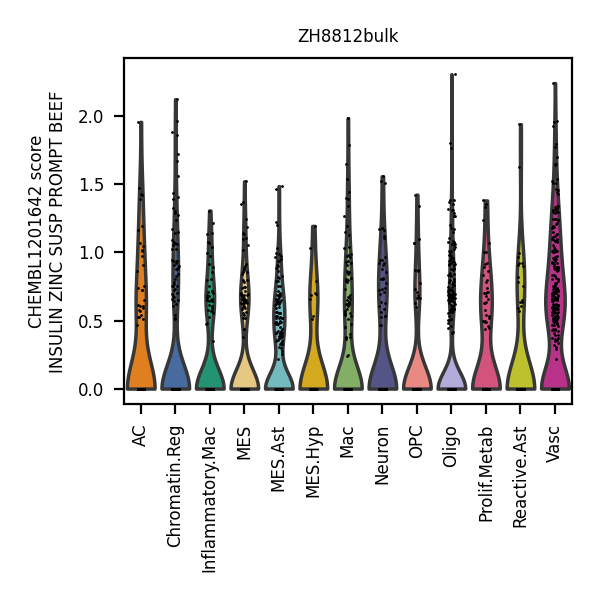 ZH8812bulk
CHEMBL1201642 score
INSULIN ZINC SUSP PROMPT BEEF
2.0
1.5
1.0
0.5
0.0
AC
Chromatin.Reg
Inflammatory.Mac
MES
MES.Ast
MES.Hyp
Mac
Neuron
OPC
Oligo
Prolif.Metab
Reactive.Ast
Vasc